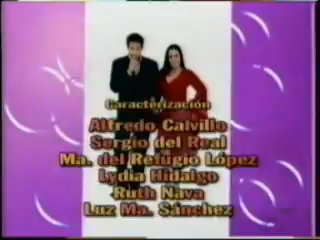 Caracterización
Alfredo Calvillo
Sergio del Real
Ma. del Refugio López
Lydia Hidalgo
Ruth Nava
Luz Ma. Sánchez